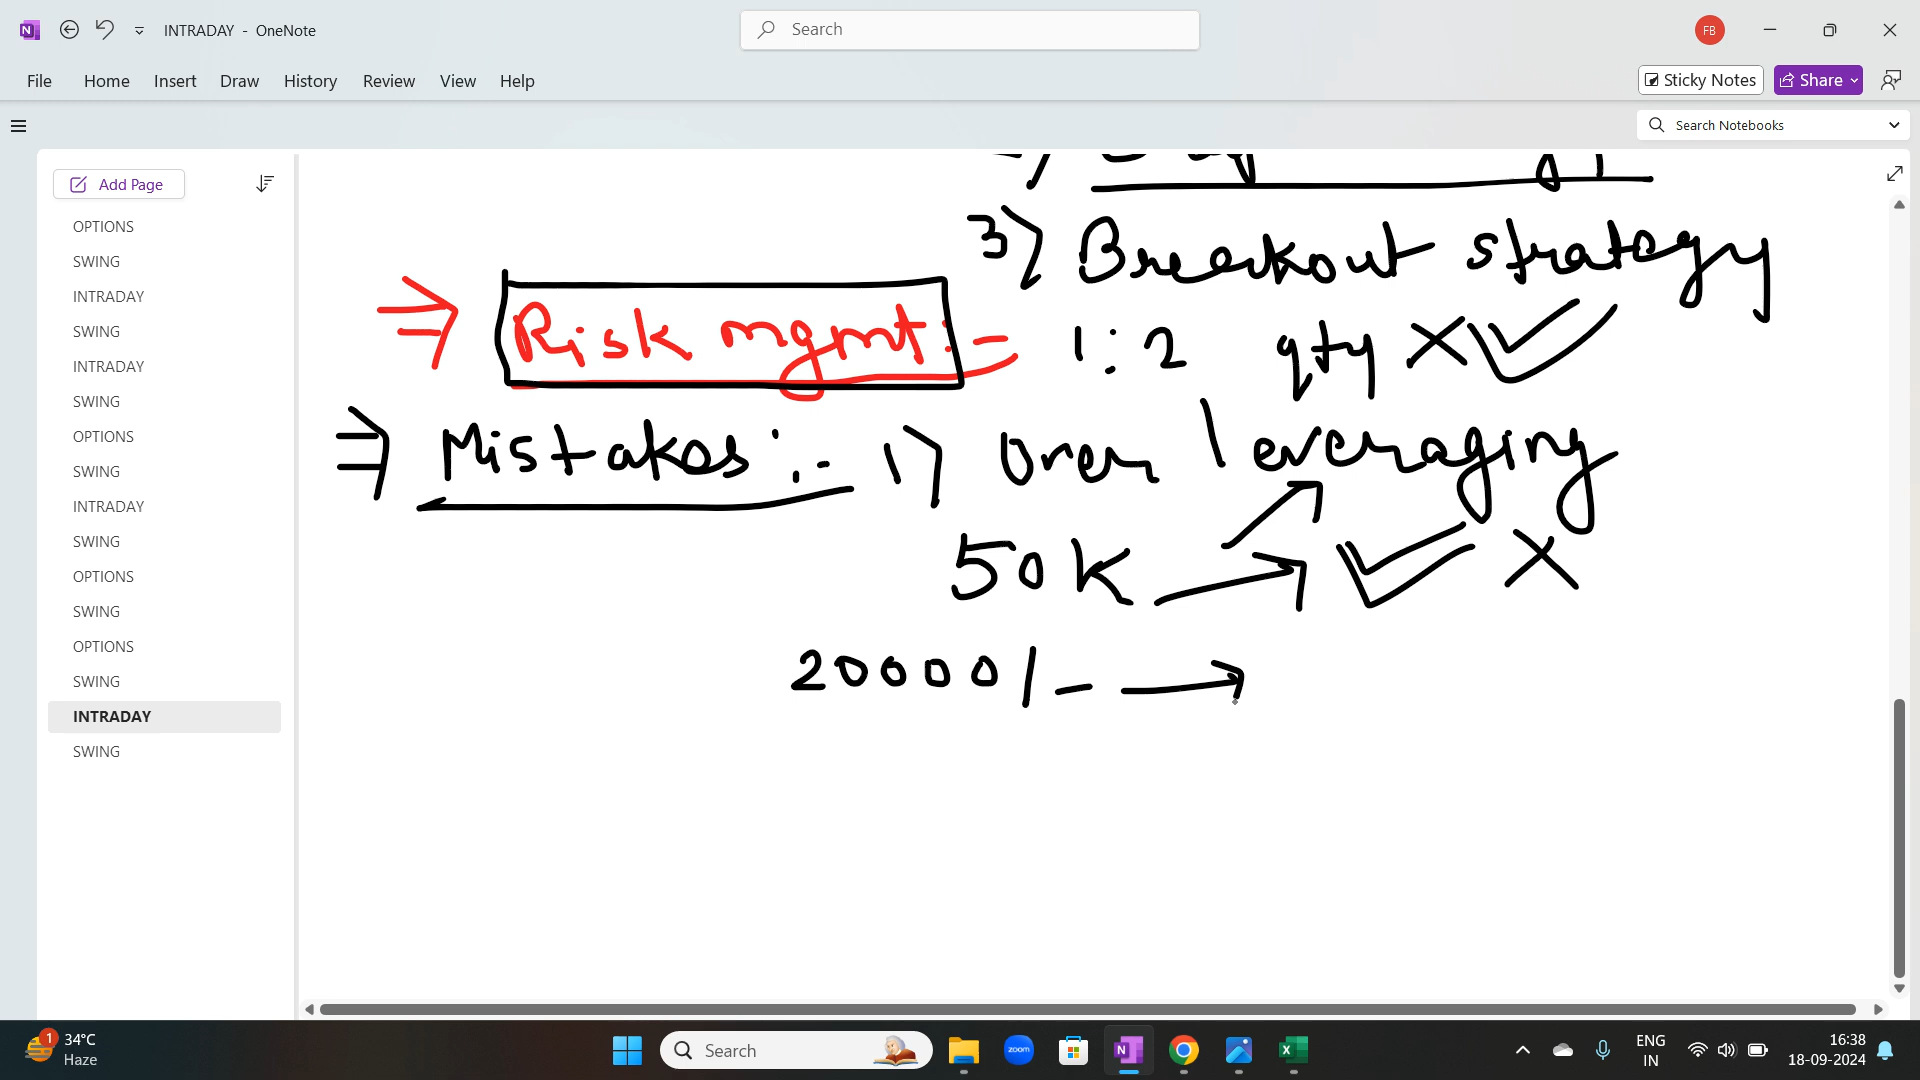 INTRADAY - OneNote
Search
FB
File Home Insert Draw History Review View Help
Sticky Notes
Share
Search Notebooks
Add Page
OPTIONS
SWING
INTRADAY
SWING
INTRADAY
SWING
OPTIONS
SWING
INTRADAY
SWING
OPTIONS
SWING
OPTIONS
SWING
INTRADAY
SWING
3) Breakout strategy
⇒ Risk mgmt:= 1:2 qty
⇒ Mistakes:- 1) Over leveraging
50K
20000/-
1
34°C
Haze
Search
zoom
ENG
IN
16:38
18-09-2024